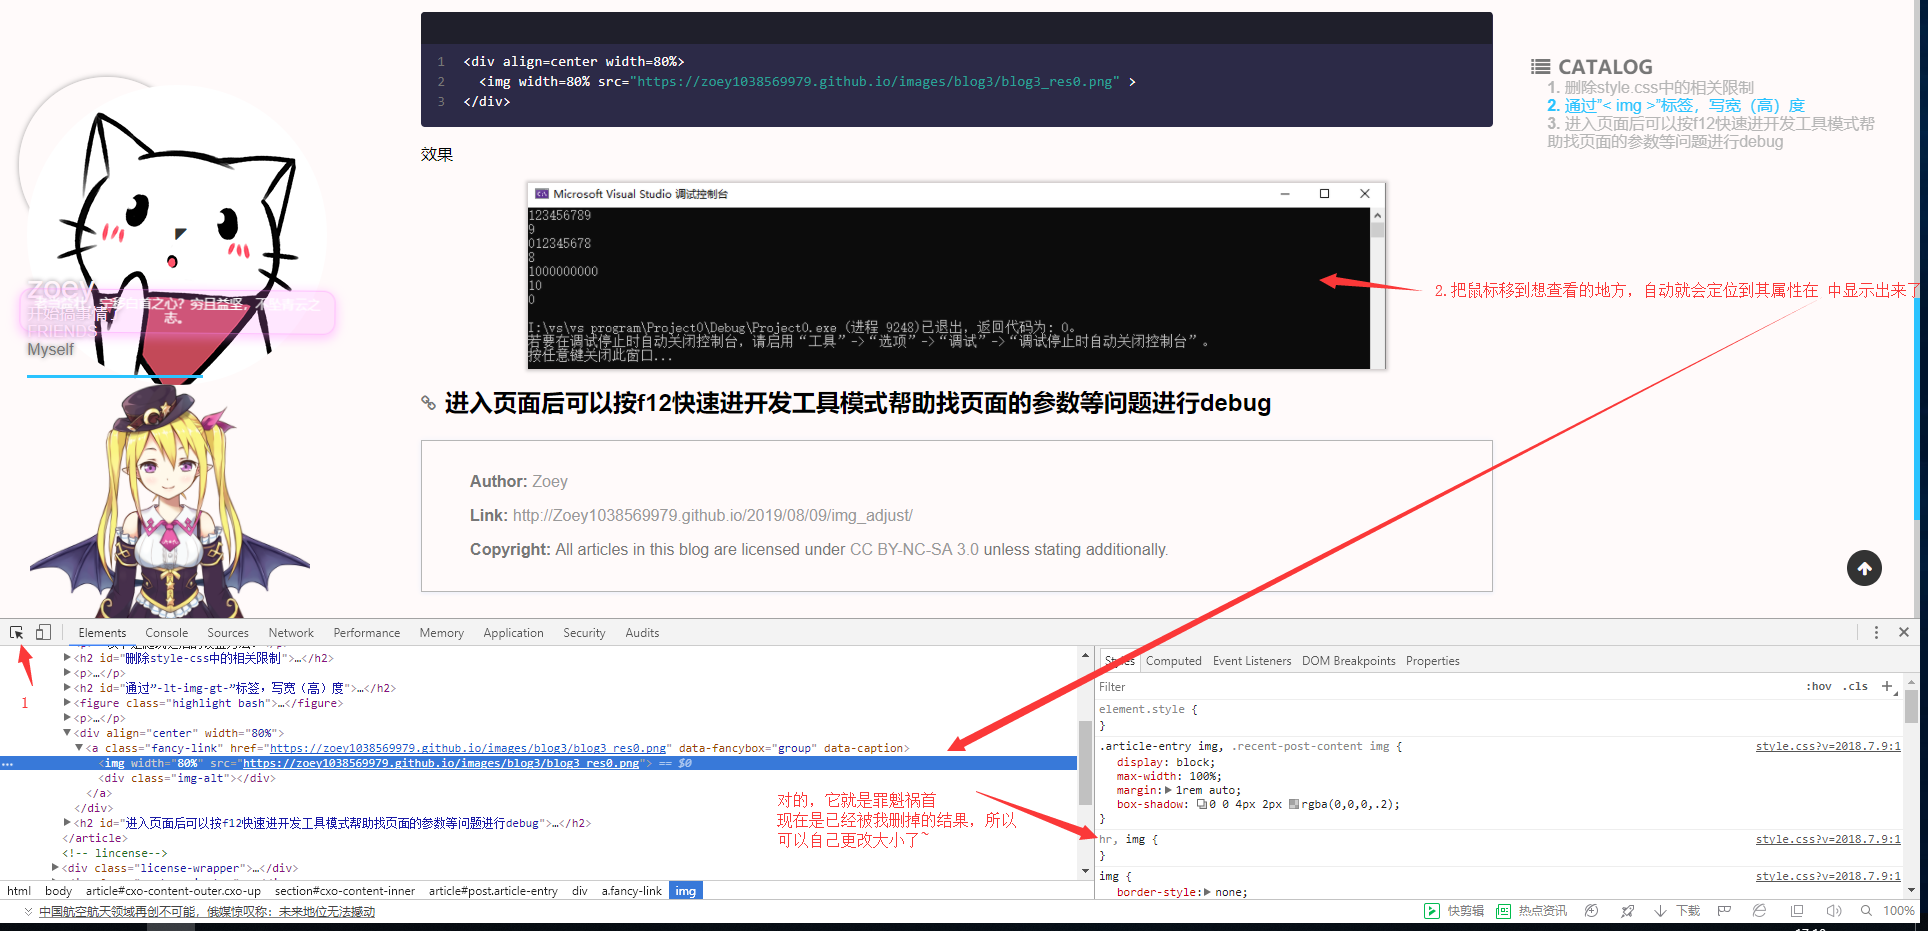 1 <div align=center width=80%>
2 <img width=80% src="https://zoey1038569979.github.io/images/blog3/blog3_res0.png" >
3 </div>
效果
CATALOG
1. 删除style.css中的相关限制
2. 通过"< img >"标签，写宽（高）度
3. 进入页面后可以按f12快速进开发工具模式帮
助找页面的参数等问题进行debug
zoey
宁移白首之心？穷且益坚，不坠青云之
志。
开始搞事情了
FRIENDS
Myself
Microsoft Visual Studio 调试控制台
123456789
9
012345678
8
1000000000
10
0
I:\vs\vs program\Project0\Debug\Project0.exe (进程 9248)已退出，返回代码为: 0。
若要在调试停止时自动关闭控制台，请启用“工具”->“选项”->“调试”->“调试停止时自动关闭控制台”。
按任意键关闭此窗口...
2.把鼠标移到想查看的地方，自动就会定位到其属性在 中显示出来了
进入页面后可以按f12快速进开发工具模式帮助找页面的参数等问题进行debug
Author: Zoey
Link: http://Zoey1038569979.github.io/2019/08/09/img_adjust/
Copyright: All articles in this blog are licensed under CC BY-NC-SA 3.0 unless stating additionally.
Elements Console Sources Network Performance Memory Application Security Audits
<h2 id="删除style-css中的相关限制">…</h2>
<p>…</p>
<h2 id="通过”-lt-img-gt-”标签，写宽（高）度">…</h2>
<figure class="highlight bash">…</figure>
<p>…</p>
<div align="center" width="80%">
<a class="fancy-link" href="https://zoey1038569979.github.io/images/blog3/blog3_res0.png" data-fancybox="group" data-caption>
<img width="80%" src="https://zoey1038569979.github.io/images/blog3/blog3_res0.png"> == $0
<div class="img-alt"></div>
</a>
</div>
<h2 id="进入页面后可以按f12快速进开发工具模式帮助找页面的参数等问题进行debug">…</h2>
</article>
<!-- lincense-->
<div class="license-wrapper">…</div>
1
对的，它就是罪魁祸首
现在是已经被我删掉的结果，所以
可以自己更改大小了~
html body article#cxo-content-outer.cxo-up section#cxo-content-inner article#post.article-entry div a.fancy-link img
Styles Computed Event Listeners DOM Breakpoints Properties
Filter :hov .cls +
element.style {
}
.article-entry img, .recent-post-content img { style.css?v=2018.7.9:1
display: block;
max-width: 100%;
margin: 1rem auto;
box-shadow: 0 0 4px 2px rgba(0,0,0,.2);
}
hr, img { style.css?v=2018.7.9:1
}
img { style.css?v=2018.7.9:1
border-style: none;
中国航空航天领域再创不可能，俄媒惊叹称：未来地位无法撼动
快剪辑 热点资讯 下载 100%